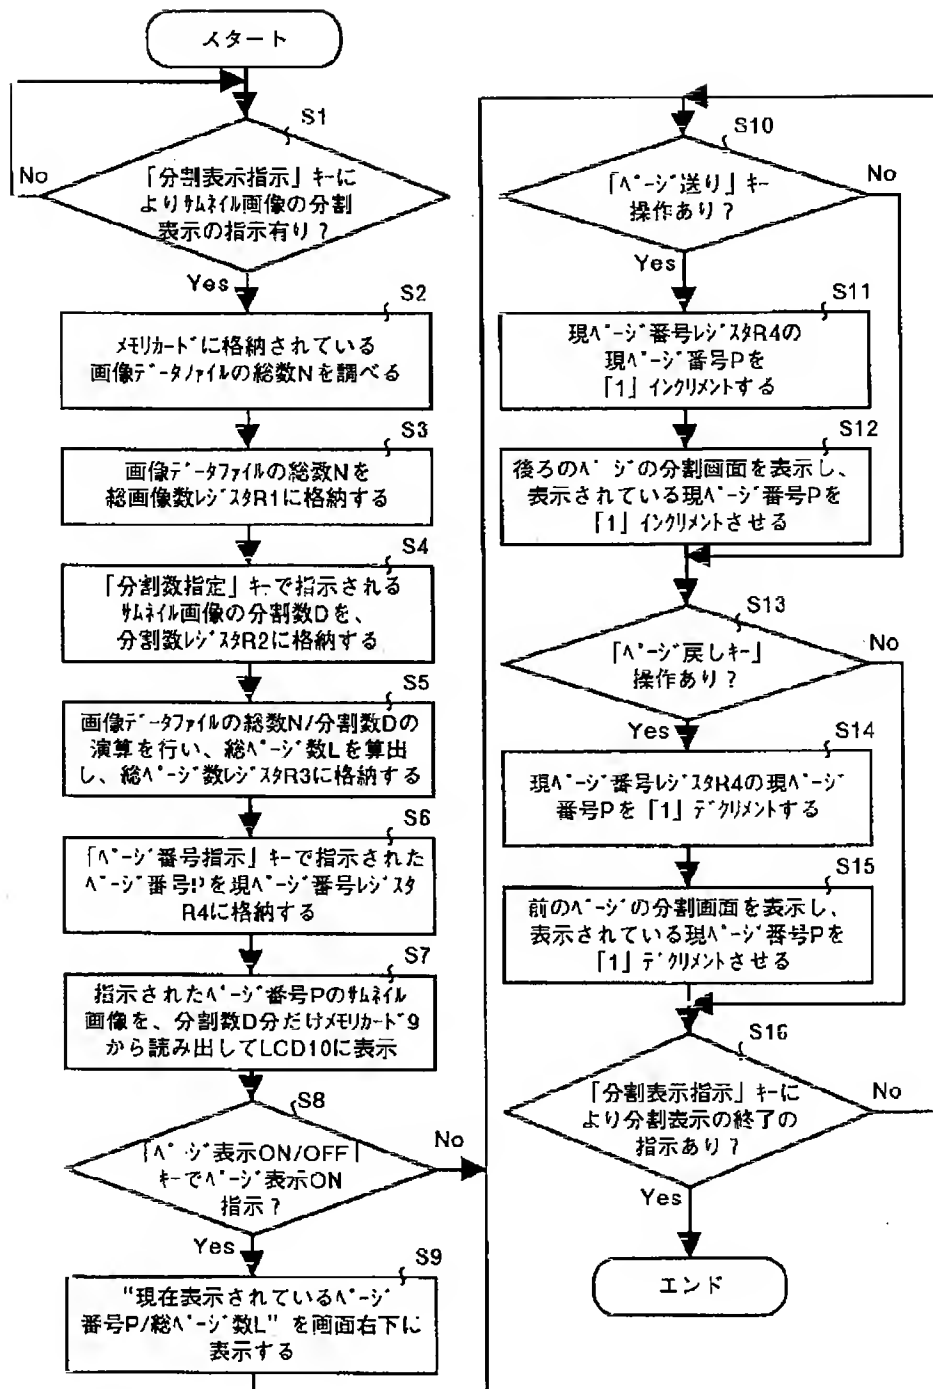 スタート
S1
「分割表示指示」キーに
よりサムネイル画像の分割
表示の指示有り？
No
Yes
S2
メモリカードに格納されている
画像データファイルの総数Nを調べる
S3
画像データファイルの総数Nを
総画像数レジスタR1に格納する
S4
「分割数指定」キーで指示される
サムネイル画像の分割数Dを、
分割数レジスタR2に格納する
S5
画像データファイルの総数N/分割数Dの
演算を行い、総ページ数Lを算出
し、総ページ数レジスタR3に格納する
S6
「ページ番号指示」キーで指示された
ページ番号Pを現ページ番号レジスタ
R4に格納する
S7
指示されたページ番号Pのサムネイル
画像を、分割数D分だけメモリカード9
から読み出してLCD10に表示
S8
「ページ表示ON/OFF」
キーでページ表示ON
指示？
No
Yes
S9
"現在表示されているページ
番号P/総ページ数L"を画面右下に
表示する
S10
「ページ送り」キー
操作あり？
No
Yes
S11
現ページ番号レジスタR4の
現ページ番号Pを
「1」インクリメントする
S12
後ろのページの分割画面を表示し、
表示されている現ページ番号Pを
「1」インクリメントさせる
S13
「ページ戻しキー」
操作あり？
No
Yes
S14
現ページ番号レジスタR4の現ページ
番号Pを「1」デクリメントする
S15
前のページの分割画面を表示し、
表示されている現ページ番号Pを
「1」デクリメントさせる
S16
「分割表示指示」キーに
より分割表示の終了の
指示あり？
No
Yes
エンド